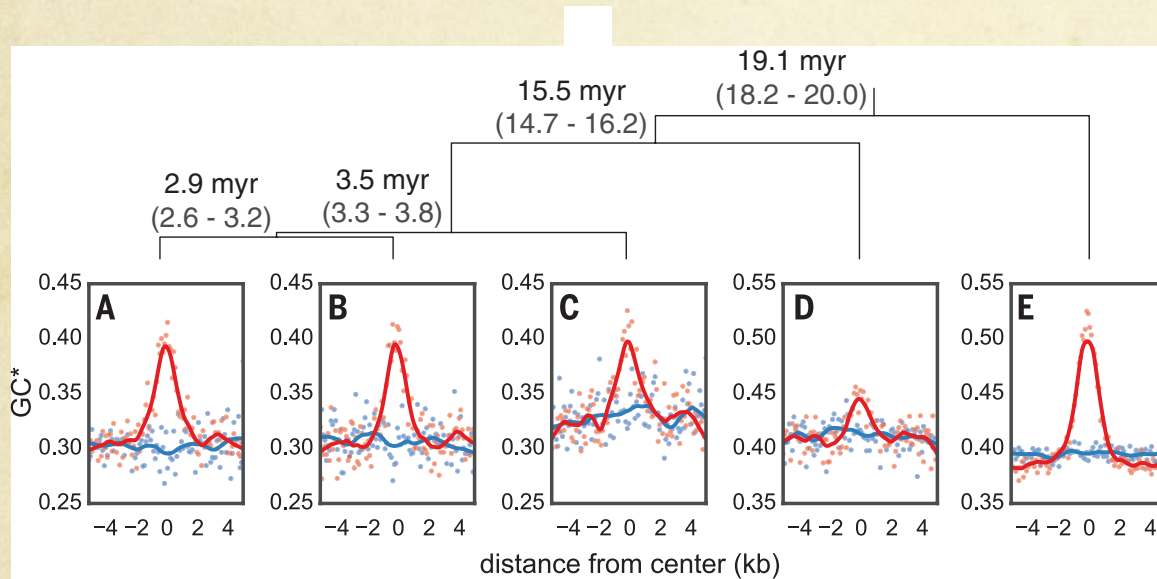 19.1 myr
(18.2 - 20.0)
15.5 myr
(14.7 - 16.2)
2.9 myr
(2.6 - 3.2)
3.5 myr
(3.3 - 3.8)
GC*
A
0.45
0.40
0.35
0.30
0.25
−4 −2 0 2 4
B
0.45
0.40
0.35
0.30
0.25
−4 −2 0 2 4
C
0.45
0.40
0.35
0.30
0.25
−4 −2 0 2 4
D
0.55
0.50
0.45
0.40
0.35
−4 −2 0 2 4
E
0.55
0.50
0.45
0.40
0.35
−4 −2 0 2 4
distance from center (kb)